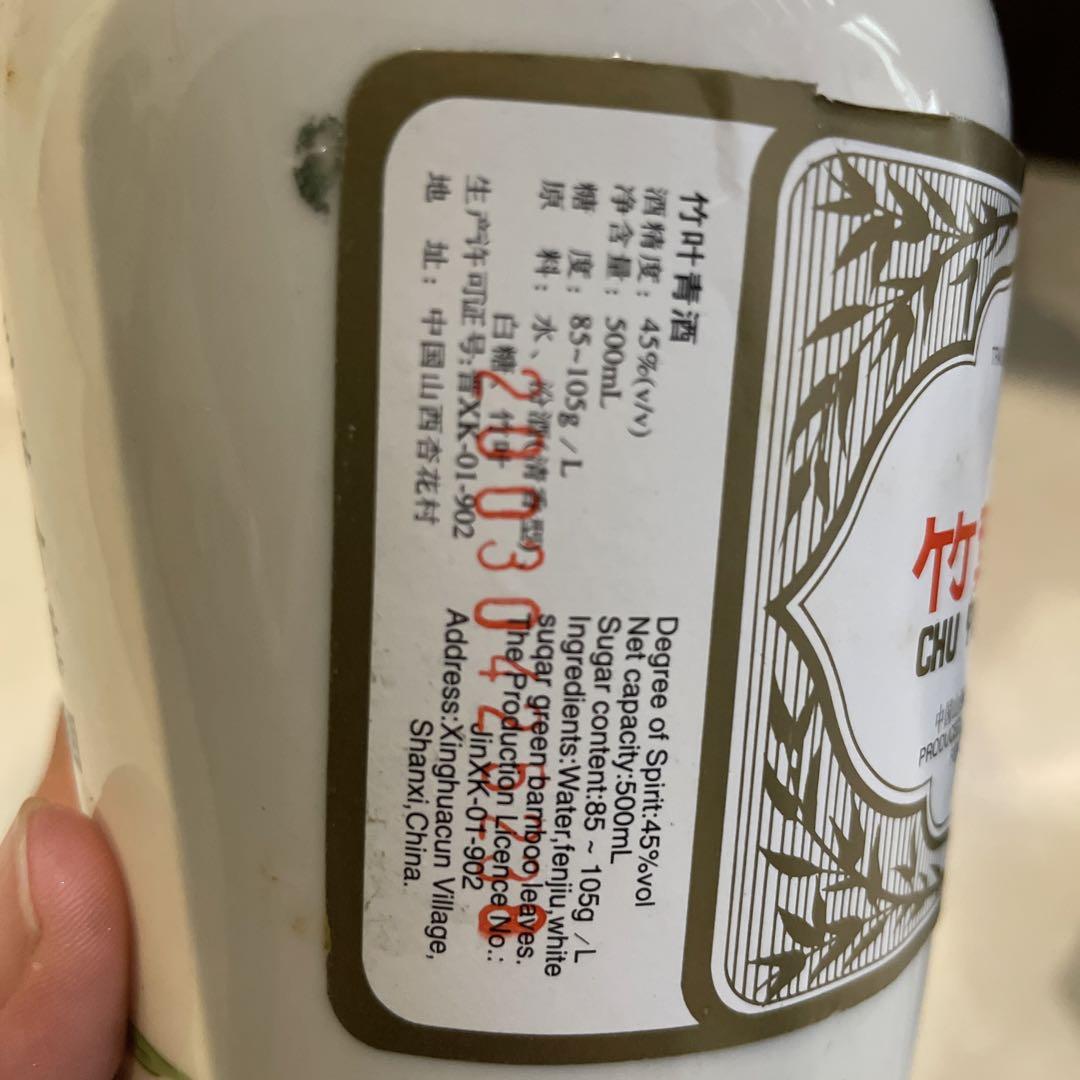 竹叶青酒
酒精度：45%(v/v)
净含量：500mL
糖 度：85~105g／L
原 料：水、汾酒(清香型)、
白糖、竹叶
生产许可证号:晋XK-01-902
地 址：中国山西杏花村
Degree of Spirit:45%vol
Net capacity:500mL
Sugar content:85 ~ 105g ／L
Ingredients:Water,fenjiu,white
sugar green bamboo leaves.
The Production Licence No.:
JinXK-01-902
Address:Xinghuacun Village,
Shanxi,China.
竹
CHU